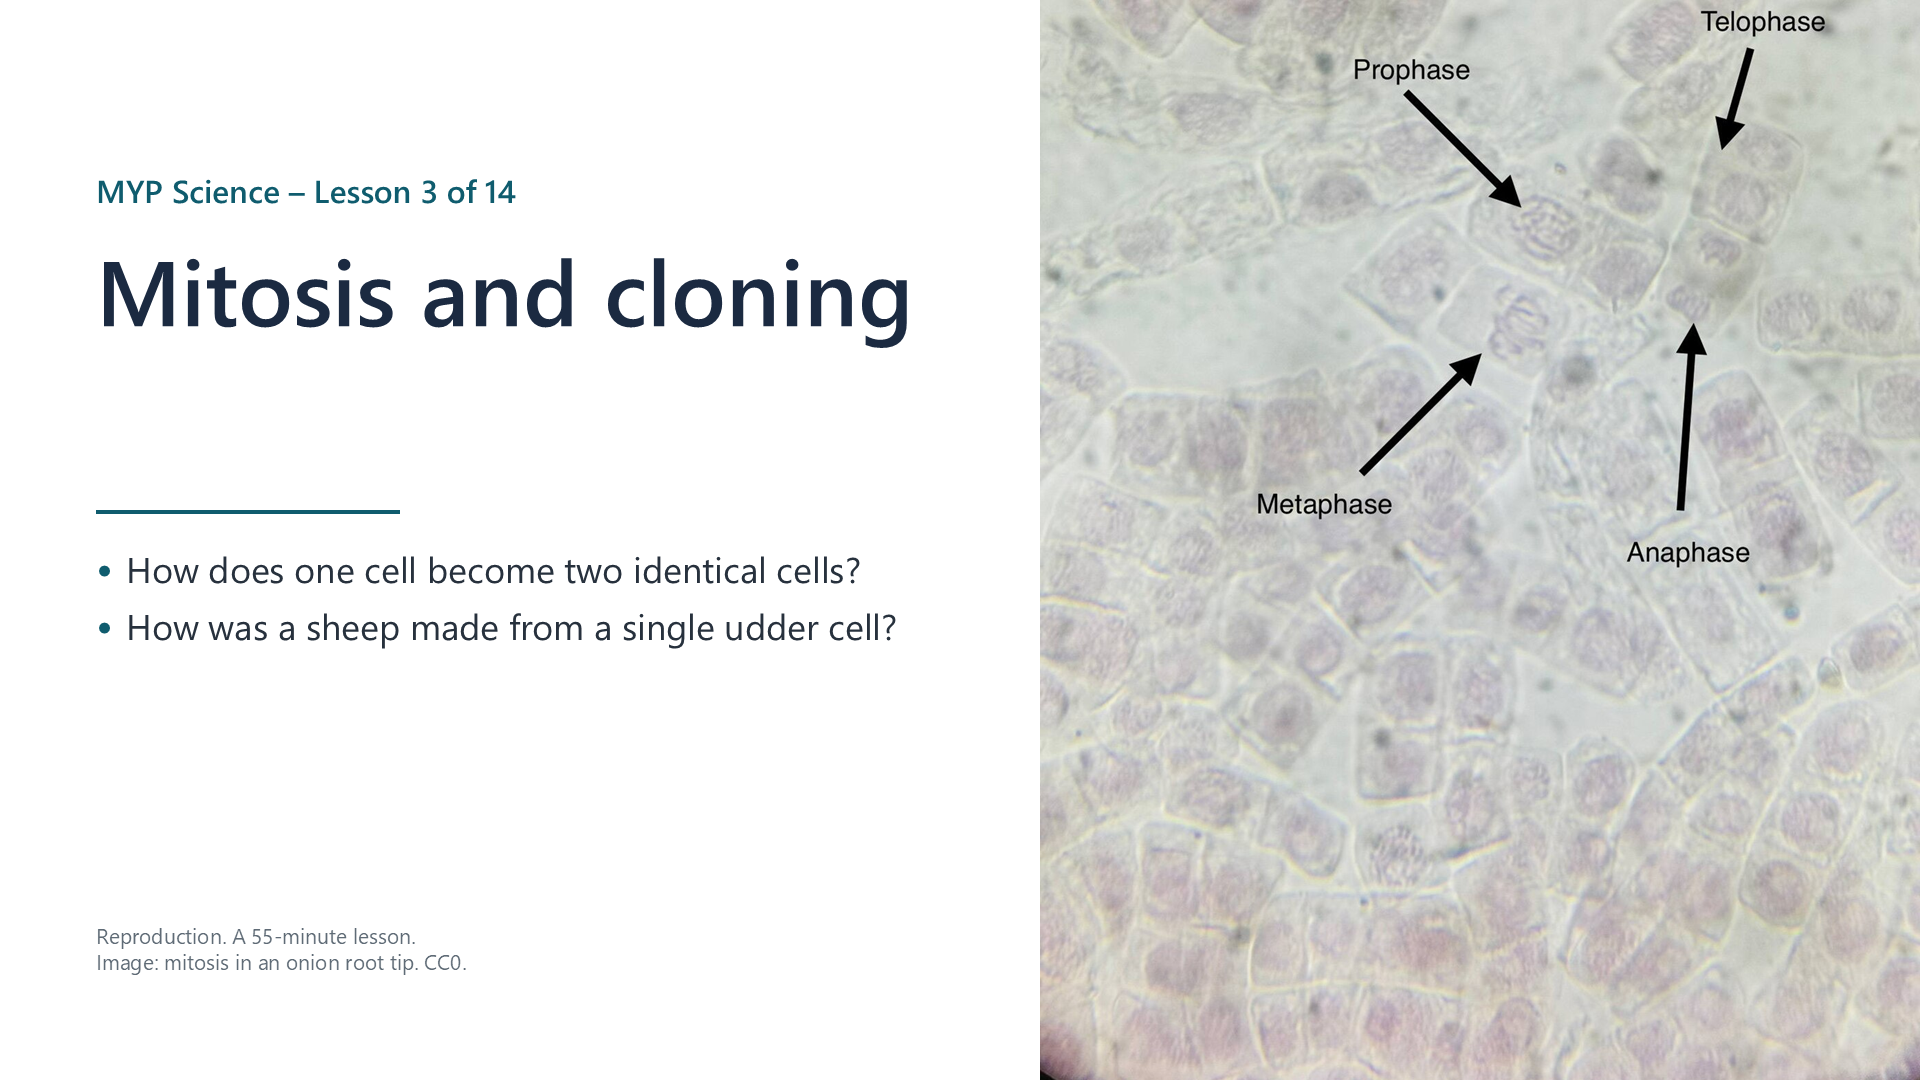 MYP Science – Lesson 3 of 14
Mitosis and cloning
• How does one cell become two identical cells?
• How was a sheep made from a single udder cell?
Reproduction. A 55-minute lesson.
Image: mitosis in an onion root tip. CC0.
Telophase
Prophase
Metaphase
Anaphase